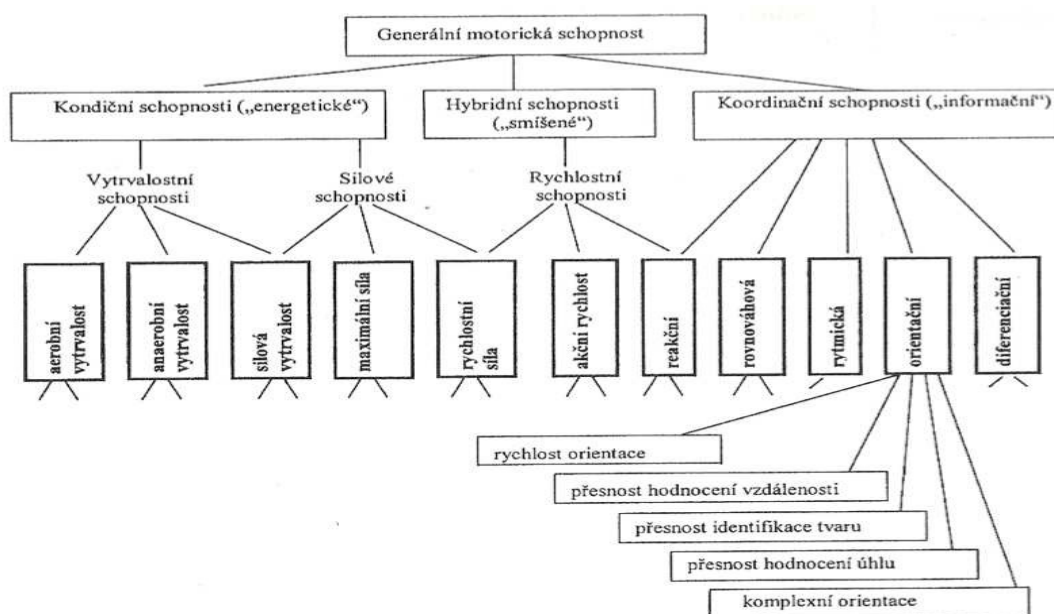 Generální motorická schopnost
Kondiční schopnosti („energetické“)
Hybridní schopnosti
(„smíšené“)
Koordinační schopnosti („informační“)
Vytrvalostní
schopnosti
Silové
schopnosti
Rychlostní
schopnosti
aerobní
vytrvalost
anaerobní
vytrvalost
silová
vytrvalost
maximální síla
rychlostní
síla
akční rychlost
reakční
rovnováhová
rytmická
orientační
diferenciační
rychlost orientace
přesnost hodnocení vzdálenosti
přesnost identifikace tvaru
přesnost hodnocení úhlu
komplexní orientace